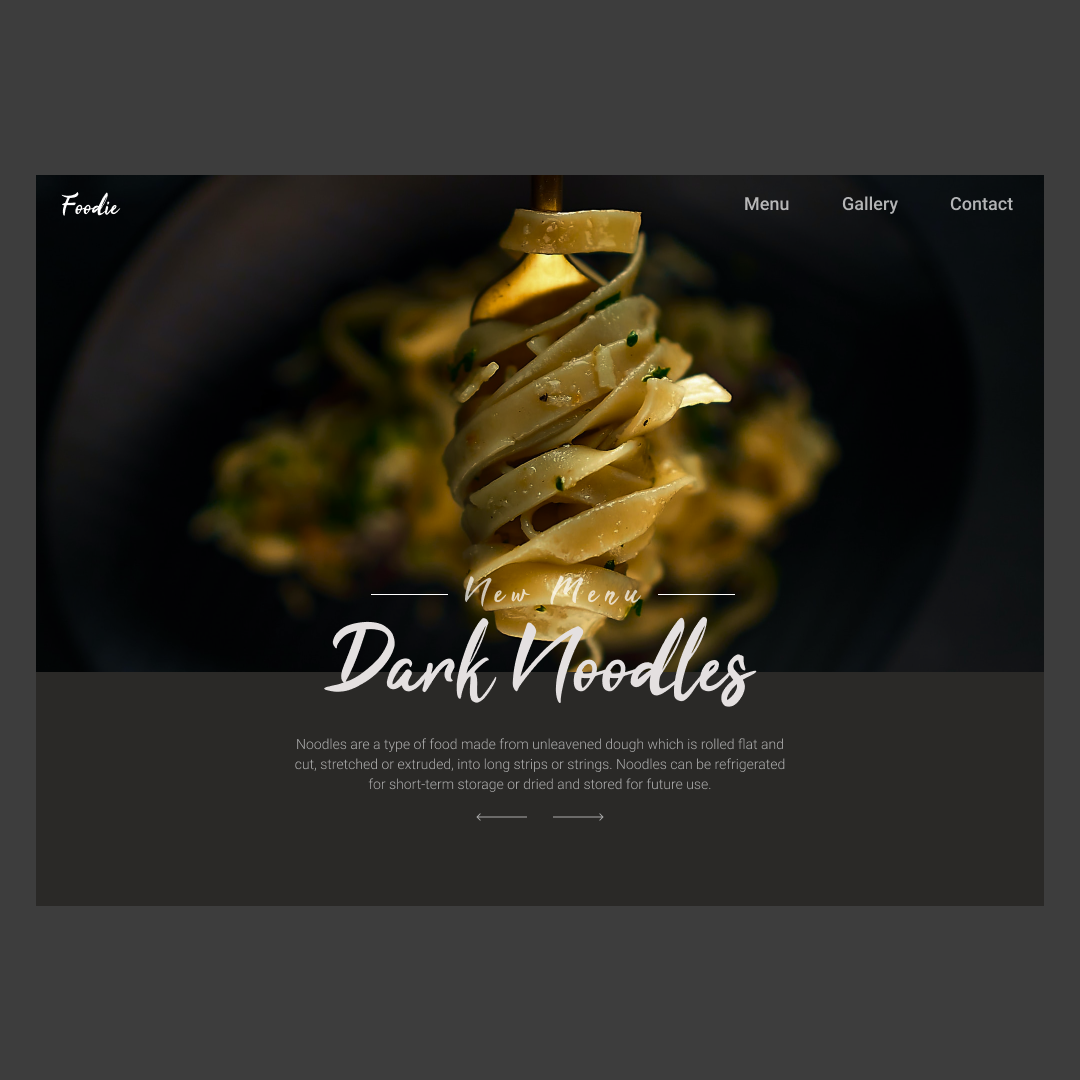 Foodie
Menu Gallery Contact
New Menu
Dark Noodles
Noodles are a type of food made from unleavened dough which is rolled flat and
cut, stretched or extruded, into long strips or strings. Noodles can be refrigerated
for short-term storage or dried and stored for future use.